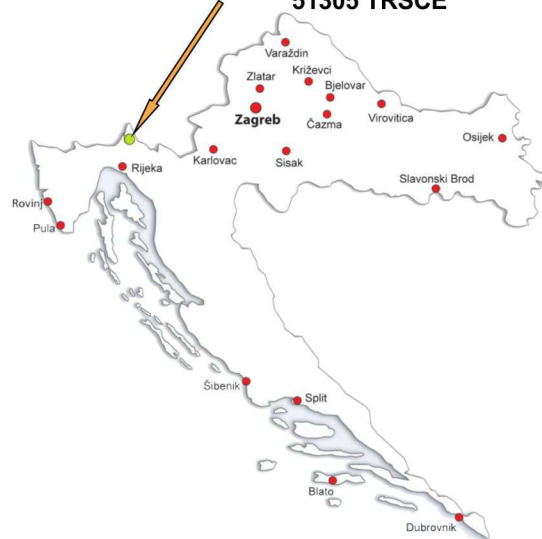 51305 TRŠĆE
Varaždin
Križevci
Zlatar
Bjelovar
Zagreb
Čazma
Virovitica
Osijek
Karlovac
Sisak
Rijeka
Slavonski Brod
Rovinj
Pula
Šibenik
Split
Blato
Dubrovnik